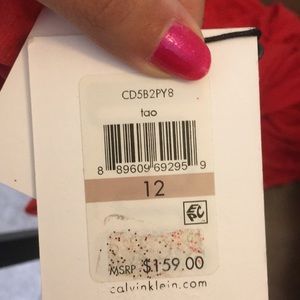 CD5B2PY8
tao
8 89609 69295 9
12
MSRP $159.00
calvinklein.com